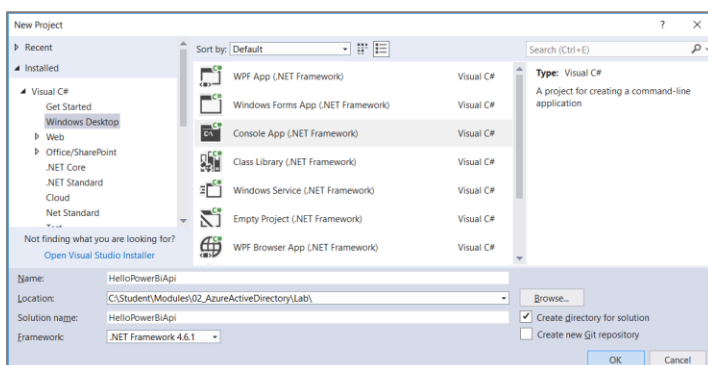 New Project
? ×
Recent
Installed
Visual C#
Get Started
Windows Desktop
Web
Office/SharePoint
.NET Core
.NET Standard
Cloud
Net Standard
Not finding what you are looking for?
Open Visual Studio Installer
Sort by: Default
WPF App (.NET Framework) Visual C#
Windows Forms App (.NET Framework) Visual C#
Console App (.NET Framework) Visual C#
Class Library (.NET Framework) Visual C#
Windows Service (.NET Framework) Visual C#
Empty Project (.NET Framework) Visual C#
WPF Browser App (.NET Framework) Visual C#
Search (Ctrl+E)
Type: Visual C#
A project for creating a command-line
application
Name: HelloPowerBiApi
Location: C:\Student\Modules\02_AzureActiveDirectory\Lab\
Browse...
Solution name: HelloPowerBiApi
Create directory for solution
Framework: .NET Framework 4.6.1
Create new Git repository
OK Cancel